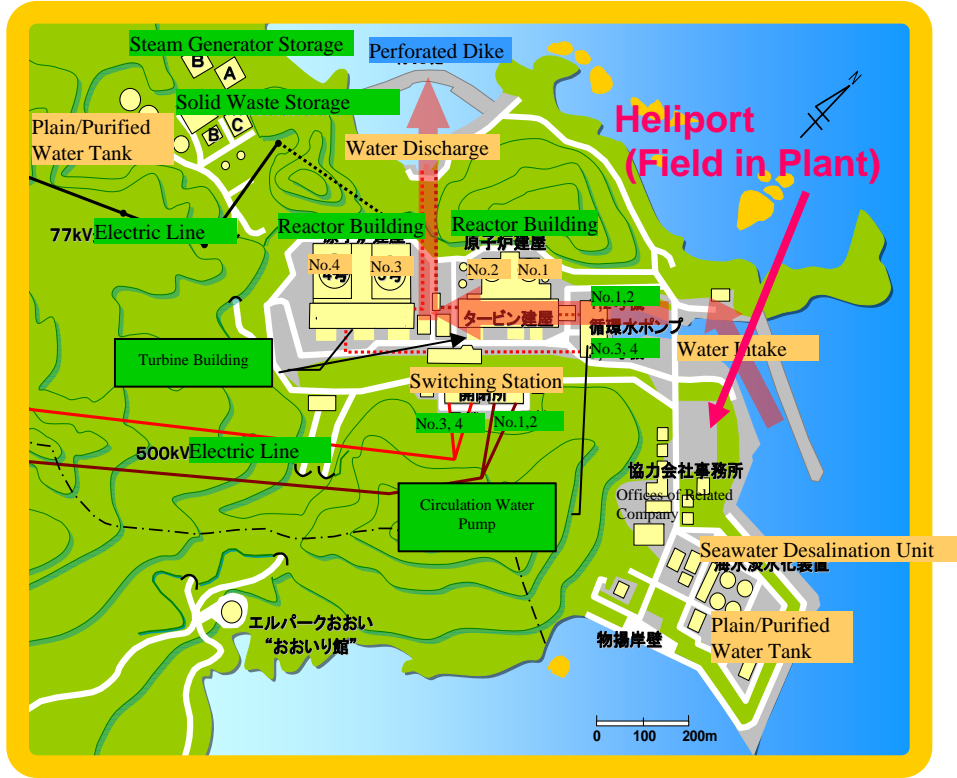 Steam Generator Storage
B
A
Perforated Dike
Solid Waste Storage
B
C
Plain/Purified
Water Tank
Water Discharge
N
Heliport
(Field in Plant)
77kV
Electric Line
Reactor Building
Reactor Building
原子炉建屋
No.4
No.3
No.2
No.1
No.1,2
タービン建屋
循環水ポンプ
No.3, 4
Water Intake
Turbine Building
Switching Station
開閉所
No.3, 4
No.1,2
500kV
Electric Line
協力会社事務所
Offices of Related
Company
Circulation Water
Pump
Seawater Desalination Unit
海水淡水化装置
エルパークおおい
“おおいり館”
物揚岸壁
Plain/Purified
Water Tank
0 100 200m